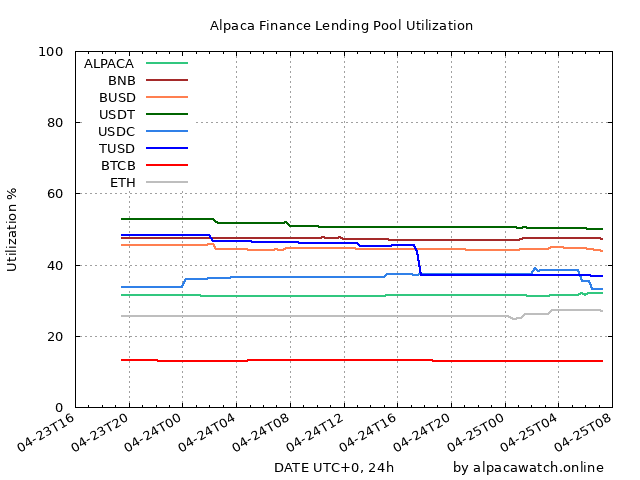 Alpaca Finance Lending Pool Utilization
100
80
60
40
20
0
Utilization %
ALPACA
BNB
BUSD
USDT
USDC
TUSD
BTCB
ETH
04-23T16
04-23T20
04-24T00
04-24T04
04-24T08
04-24T12
04-24T16
04-24T20
04-25T00
04-25T04
04-25T08
DATE UTC+0, 24h
by alpacawatch.online